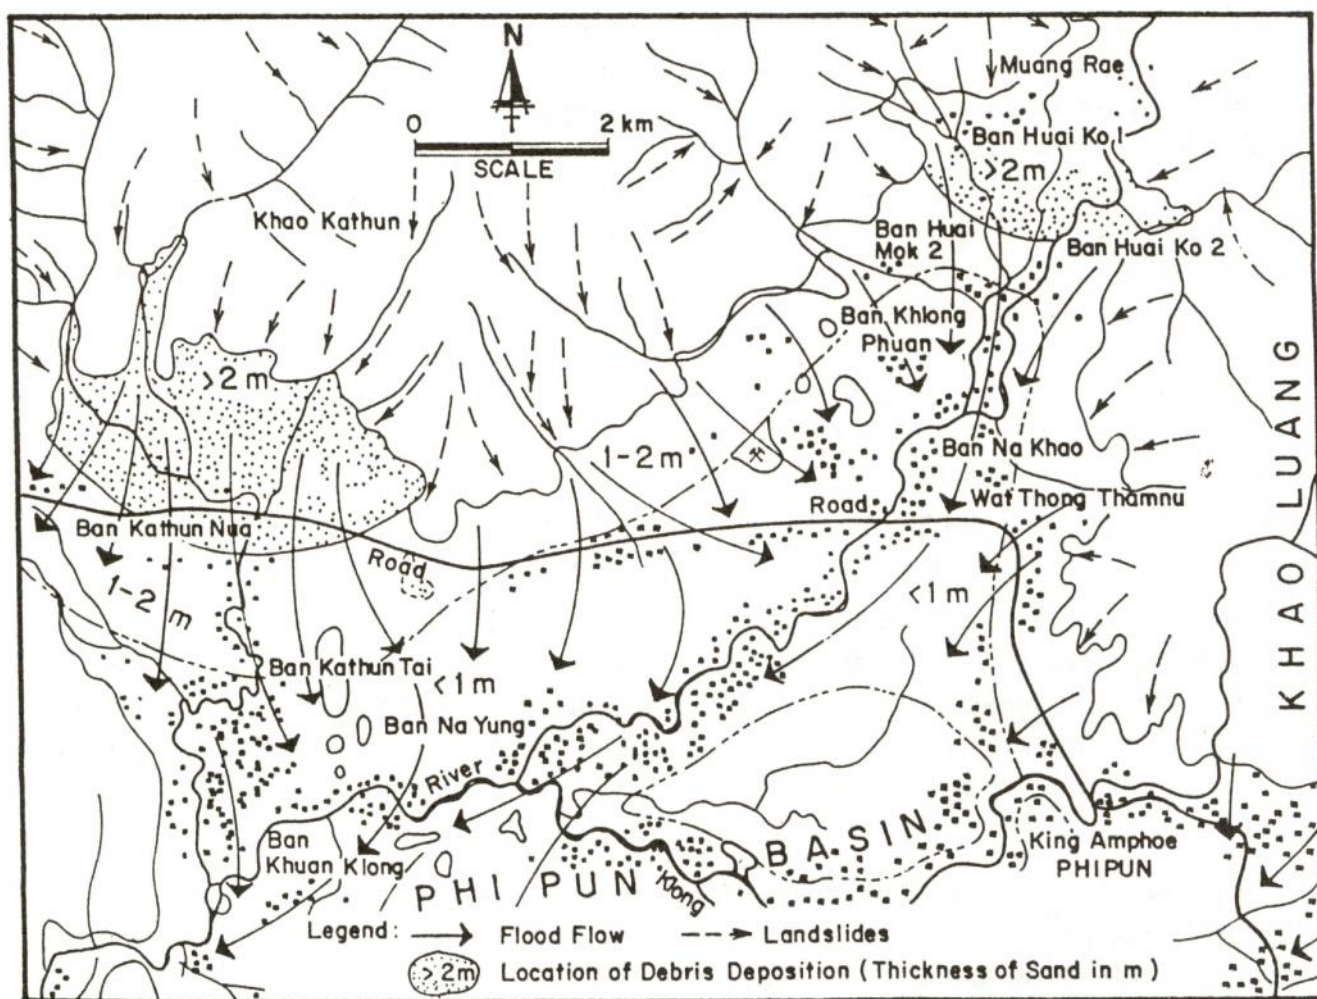 N
0 2 km
SCALE
Muang Rae
Ban Huai Ko 1
>2m
Khao Kathun
Ban Huai
Mok 2
Ban Huai Ko 2
Ban Khlong
Phuan
>2m
1-2 m
Ban Na Khao
Road
Wat Thong Thamnu
Ban Kathun Nua
Road
1-2 m
<1m
Ban Kathun Tai
<1m
Ban Na Yung
River
KHAO LUANG
Ban
Khuan Klong
PHI PUN
Klong
BASIN
King Amphoe
PHIPUN
Legend: Flood Flow Landslides
>2m Location of Debris Deposition (Thickness of Sand in m)